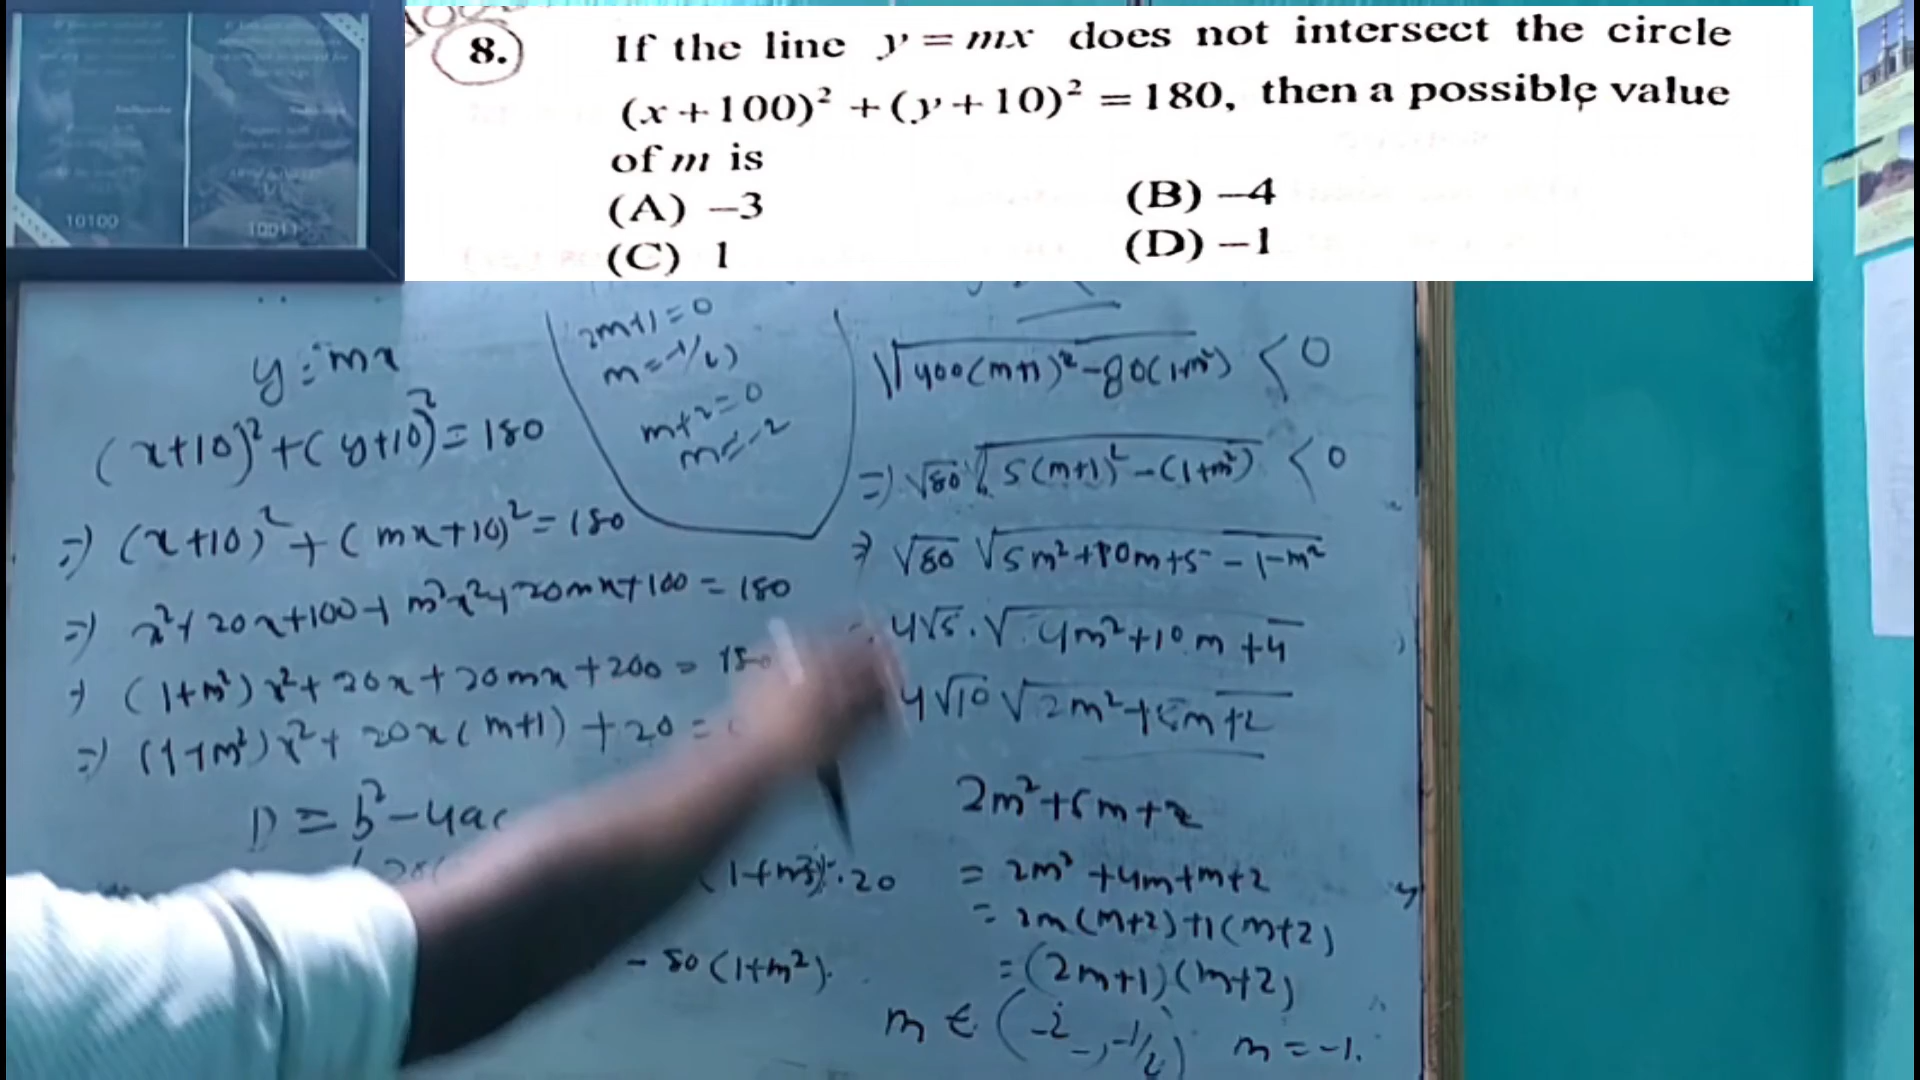 8. If the line y = mx does not intersect the circle
(x+100)² + (y+10)² = 180, then a possible value
of m is
(A) –3 (B) –4
(C) 1 (D) –1
10100
10011
y = mx
(x+10)² + (y+10)² = 180
=) (x+10)² + (mx+10)² = 180
=) x² + 20x + 100 + m²x² + 20mx + 100 = 180
=) (1+m²)x² + 20x + 20mx + 200 = 180
=) (1+m²)x² + 20x(m+1) + 20 =
D = b² - 4ac
(1+m²).20
- 80(1+m²).
2m+1=0
m=-1/2
m+2=0
m=-2
√400(m+1)² - 80(1+m²) < 0
=) √80 √5(m+1)² - (1+m²) < 0
=) √80 √5m²+10m+5 - 1 - m²
4√5 . √4m²+10m+4
4√10 √2m²+5m+2
2m²+5m+2
= 2m²+4m+m+2
= 2m(m+2)+1(m+2)
= (2m+1)(m+2)
m ∈ (-2, -1/2) m = -1.